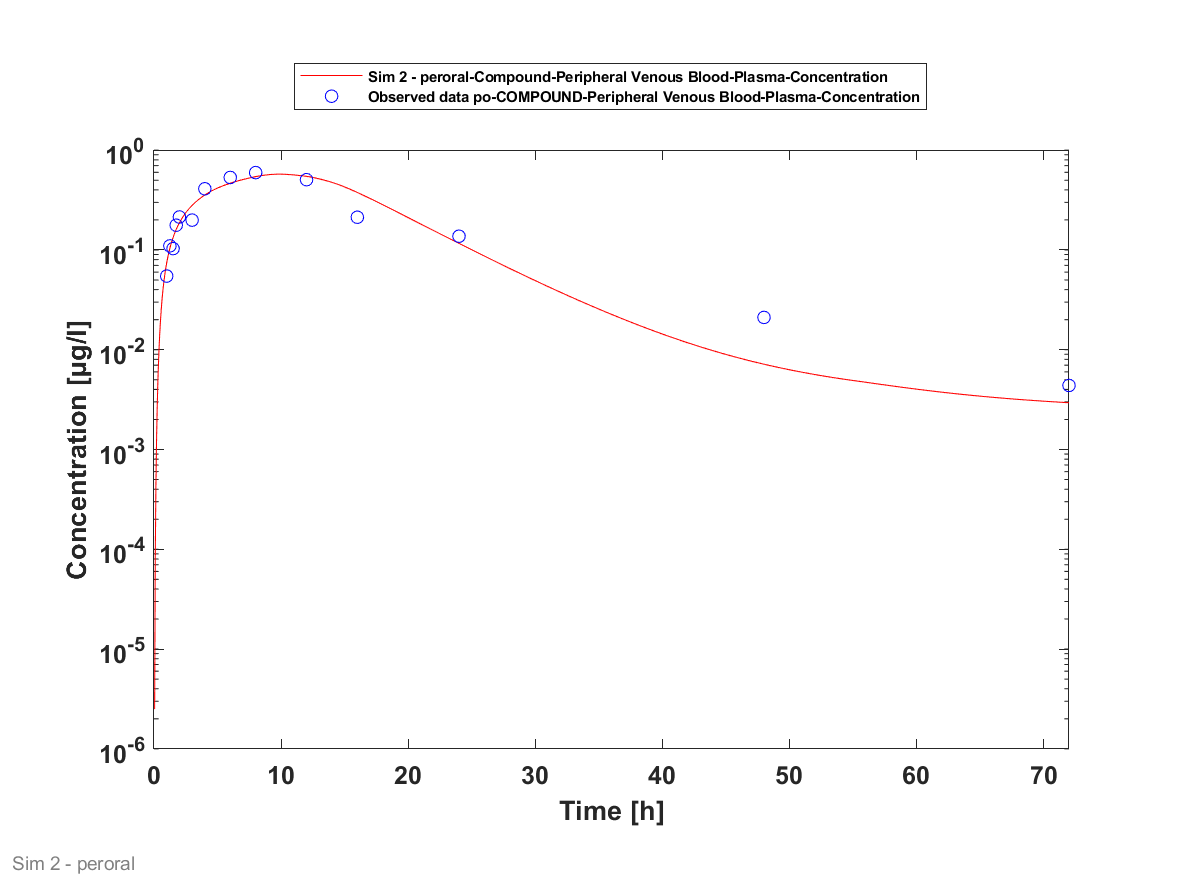 Sim 2 - peroral-Compound-Peripheral Venous Blood-Plasma-Concentration
Observed data po-COMPOUND-Peripheral Venous Blood-Plasma-Concentration
10^0
10^-1
10^-2
10^-3
10^-4
10^-5
10^-6
Concentration [µg/l]
0 10 20 30 40 50 60 70
Time [h]
Sim 2 - peroral